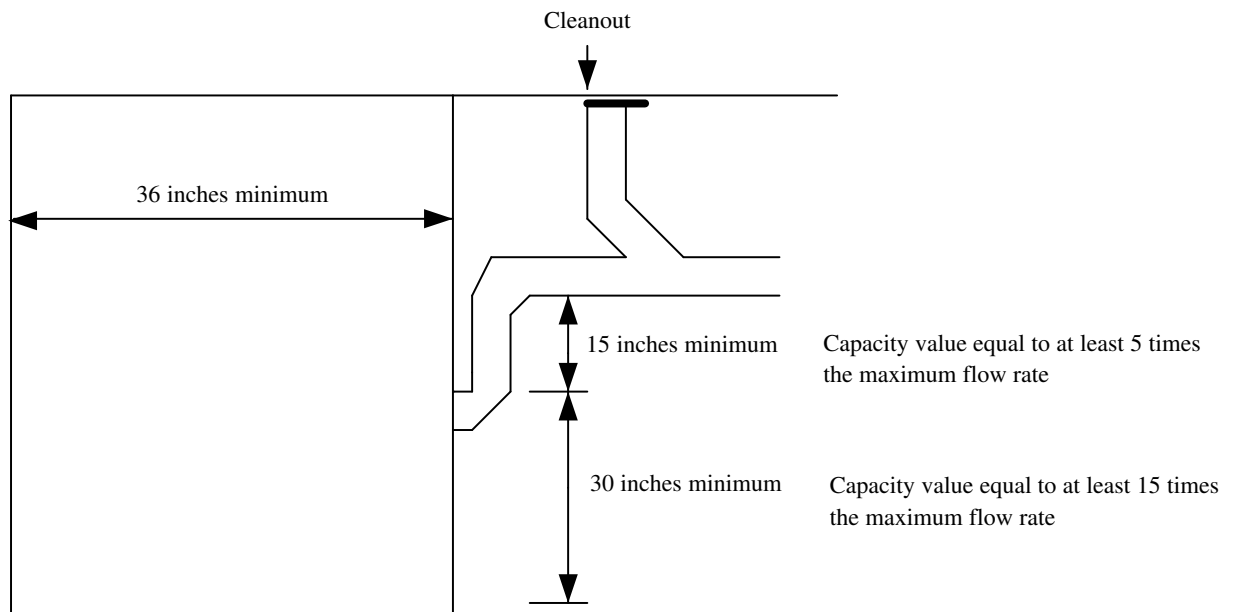 Cleanout
36 inches minimum
15 inches minimum
Capacity value equal to at least 5 times
the maximum flow rate
30 inches minimum
Capacity value equal to at least 15 times
the maximum flow rate